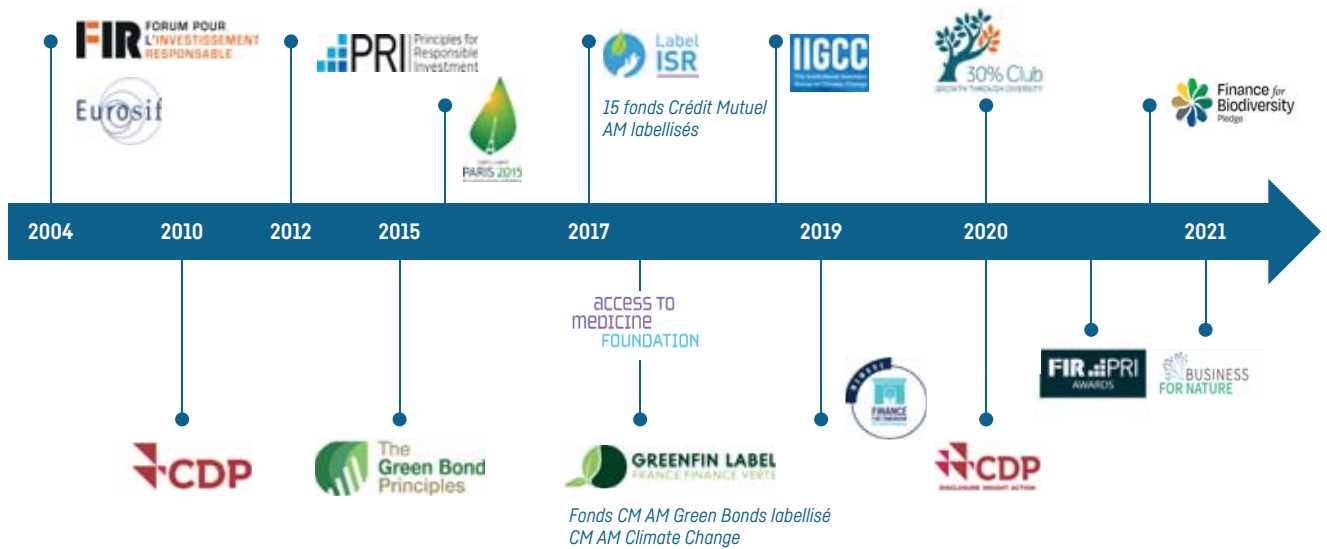 FIR FORUM POUR
L'INVESTISSEMENT
RESPONSABLE
Eurosif
PRI Principles for
Responsible
Investment
PARIS 2015
Label
ISR
15 fonds Crédit Mutuel
AM labellisés
IIGCC
30% Club
GROWTH THROUGH DIVERSITY
Finance for
Biodiversity
Pledge
2004 2010 2012 2015 2017 2019 2020 2021
access to
medicine
FOUNDATION
CDP
The
Green Bond
Principles
GREENFIN LABEL
FRANCE FINANCE VERTE
Fonds CM AM Green Bonds labellisé
CM AM Climate Change
MEMBRE
FINANCE
FOR TOMORROW
CDP
DISCLOSURE INSIGHT ACTION
FIR PRI
AWARDS
BUSINESS
FOR NATURE